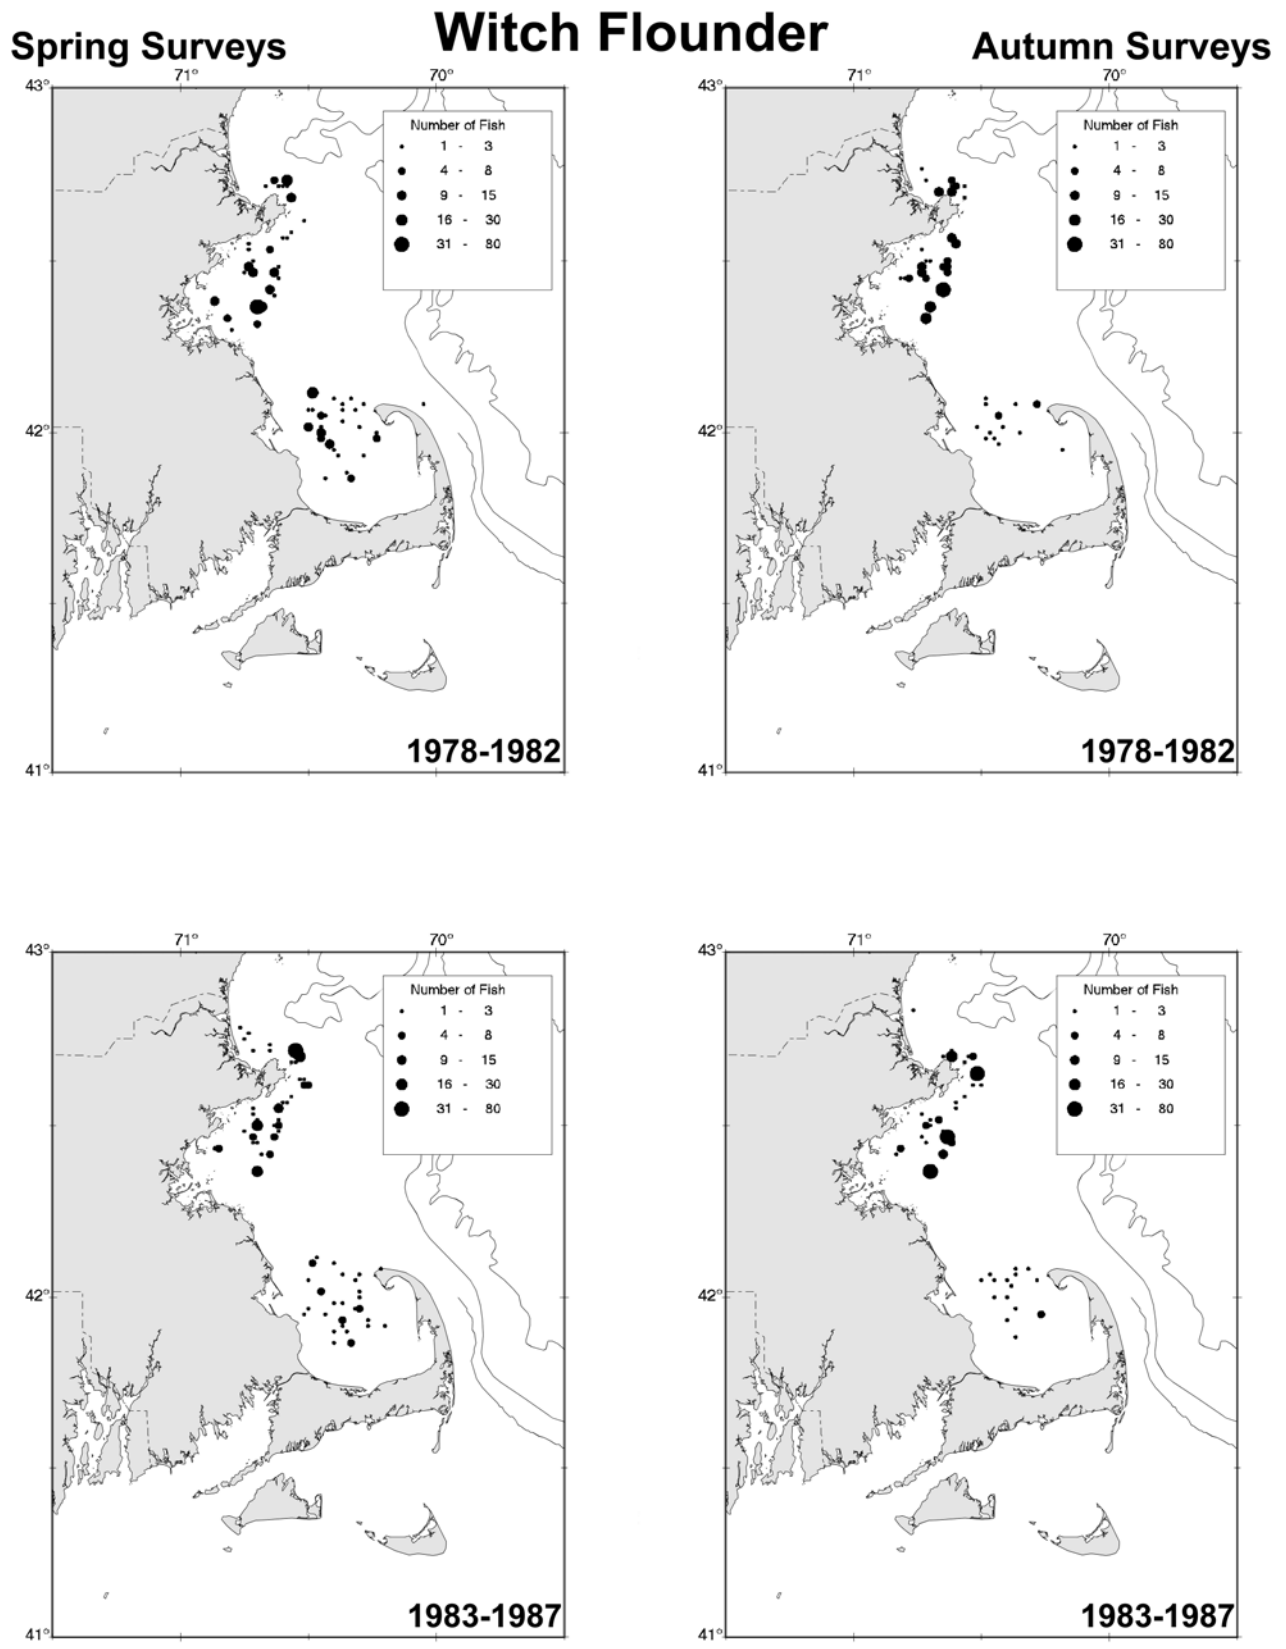 Witch Flounder
Spring Surveys
Autumn Surveys
71° 70°
43°
Number of Fish
1 - 3
4 - 8
9 - 15
16 - 30
31 - 80
42°
41°
1978-1982
71° 70°
43°
Number of Fish
1 - 3
4 - 8
9 - 15
16 - 30
31 - 80
42°
41°
1978-1982
71° 70°
43°
Number of Fish
1 - 3
4 - 8
9 - 15
16 - 30
31 - 80
42°
41°
1983-1987
71° 70°
43°
Number of Fish
1 - 3
4 - 8
9 - 15
16 - 30
31 - 80
42°
41°
1983-1987